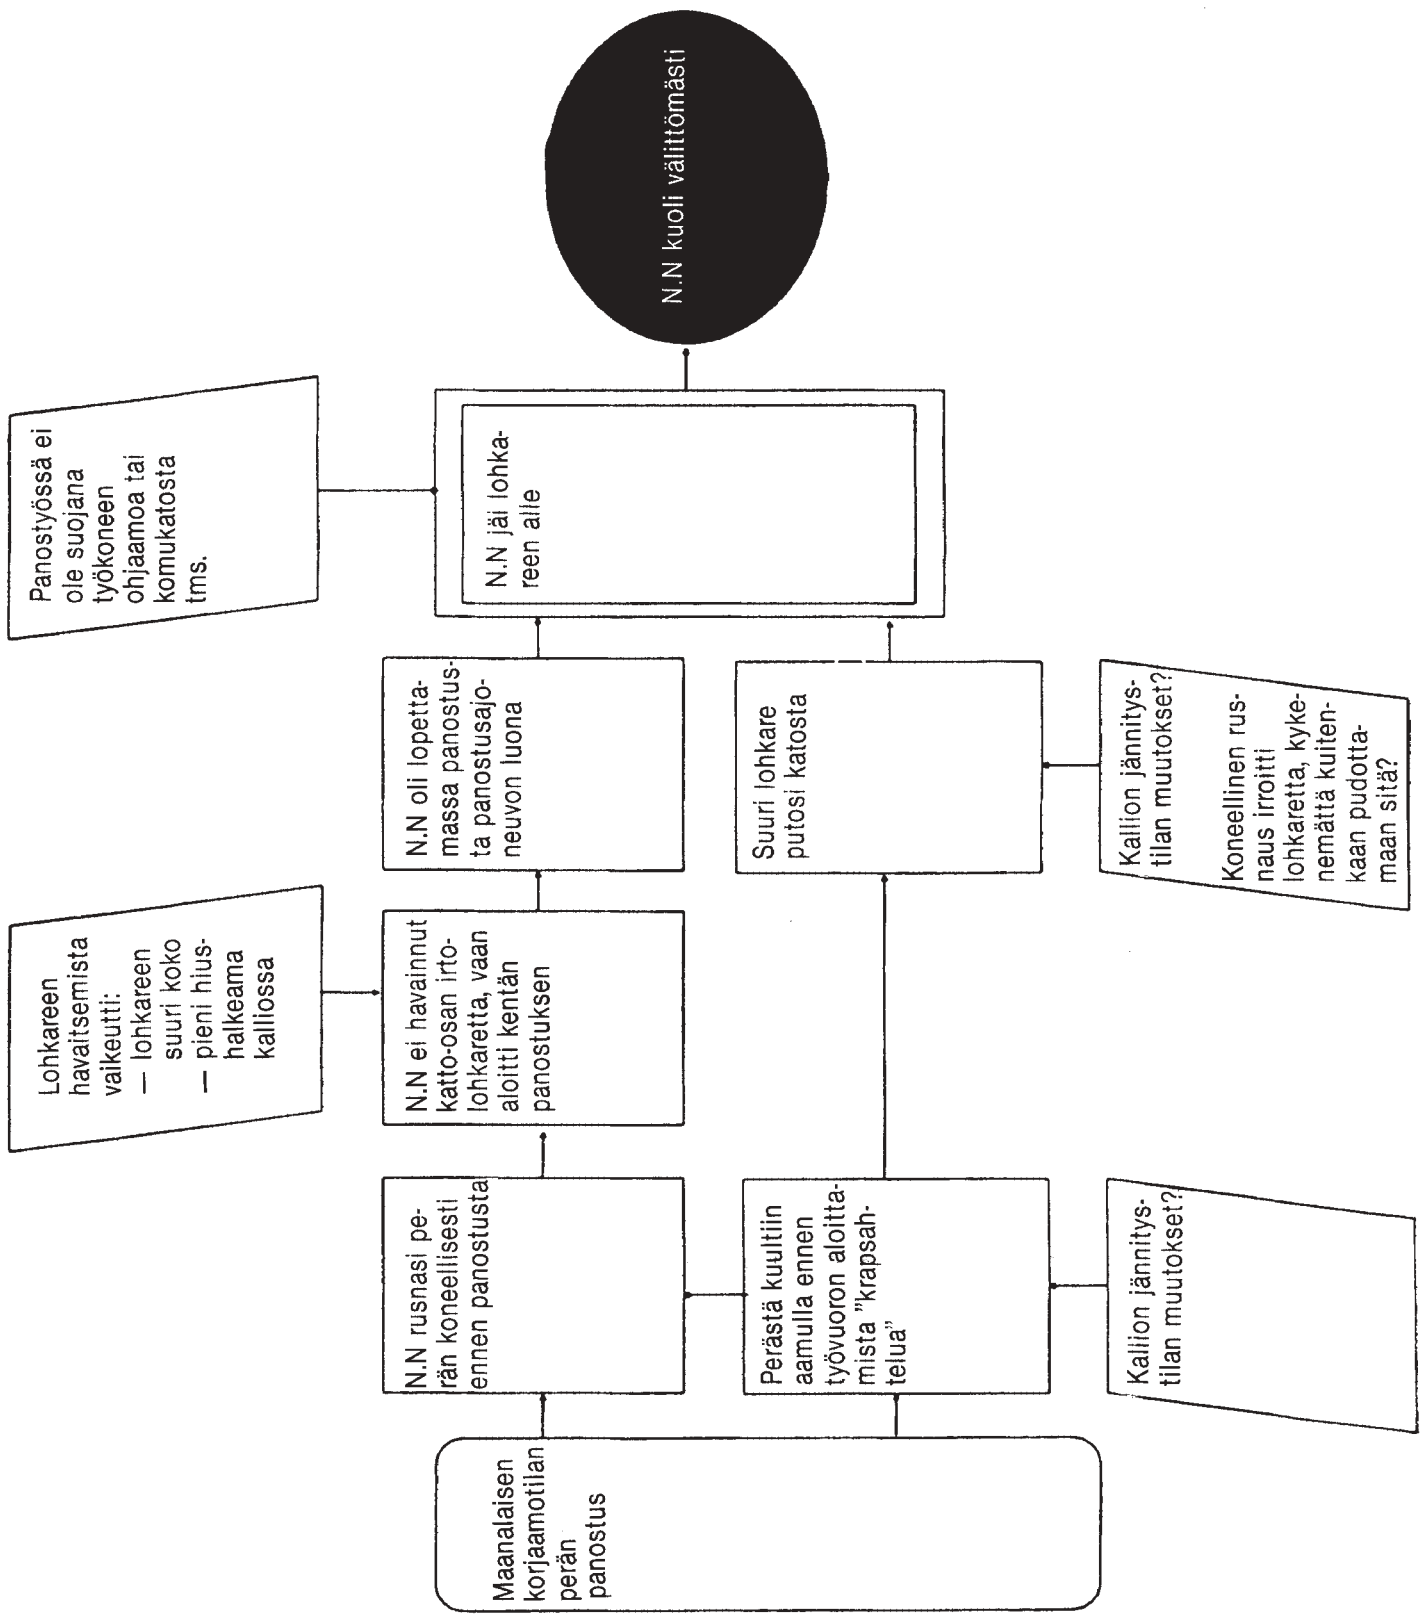 Maanalaisen
korjaamotilan
perän
panostus
N.N rusnasi pe-
rän koneellisesti
ennen panostusta
Perästä kuultiin
aamulla ennen
työvuoron aloitta-
mista "krapsah-
telua"
Kallion jännitys-
tilan muutokset?
Lohkareen
havaitsemista
vaikeutti:
— lohkareen
suuri koko
— pieni hius-
halkeama
kalliossa
N.N ei havainnut
katto-osan irto-
lohkaretta, vaan
aloitti kentän
panostuksen
N.N oli lopetta-
massa panostus-
ta panostusajo-
neuvon luona
Suuri lohkare
putosi katosta
Kallion jännitys-
tilan muutokset?
Koneellinen rus-
naus irroitti
lohkaretta, kyke-
nemättä kuiten-
kaan pudotta-
maan sitä?
Panostyössä ei
ole suojana
työkoneen
ohjaamoa tai
komukatosta
tms.
N.N jäi lohka-
reen alle
N.N kuoli välittömästi